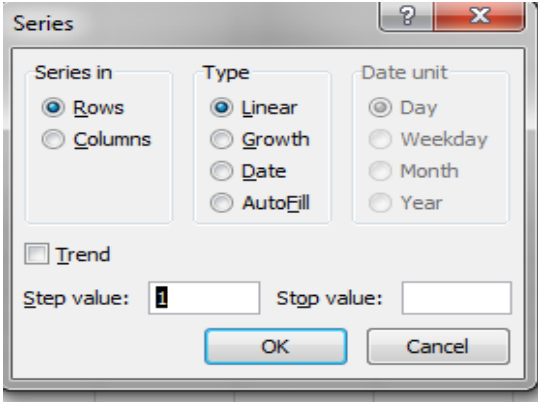 Series
? X
Series in Type Date unit
Rows Linear Day
Columns Growth Weekday
Date Month
AutoFill Year
Trend
Step value: 1 Stop value:
OK Cancel